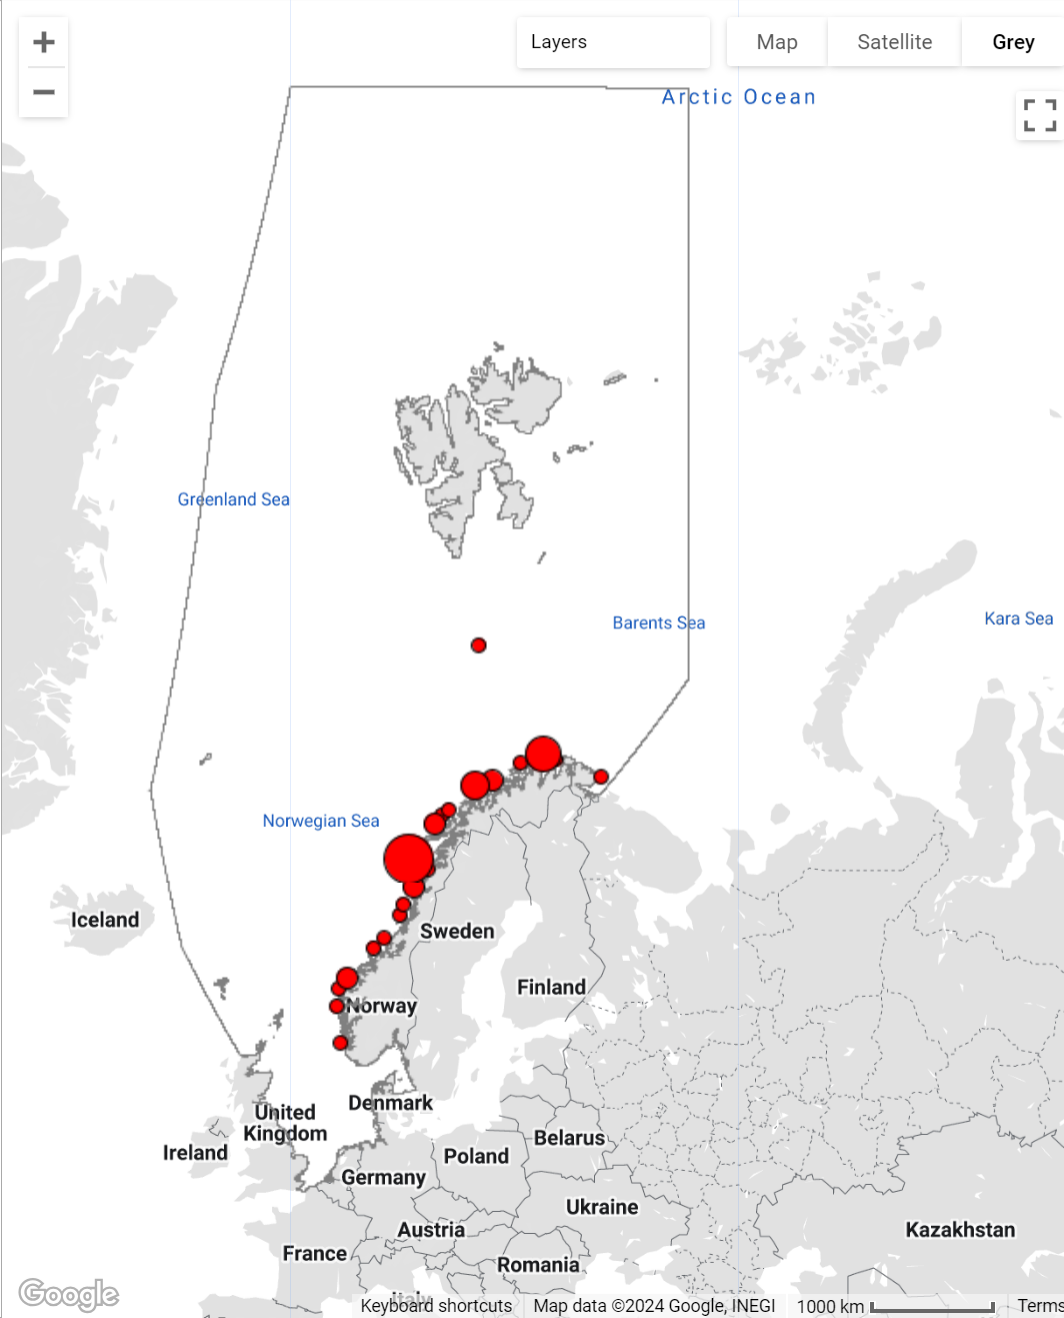 +
Layers
Map
Satellite
Grey
−
Arctic Ocean
Greenland Sea
Kara Sea
Barents Sea
Norwegian Sea
Iceland
Sweden
Finland
Norway
Denmark
United
Kingdom
Belarus
Ireland
Poland
Germany
Ukraine
Austria
Kazakhstan
France
Romania
Italy
Google
Keyboard shortcuts
Map data ©2024 Google, INEGI
1000 km
Terms